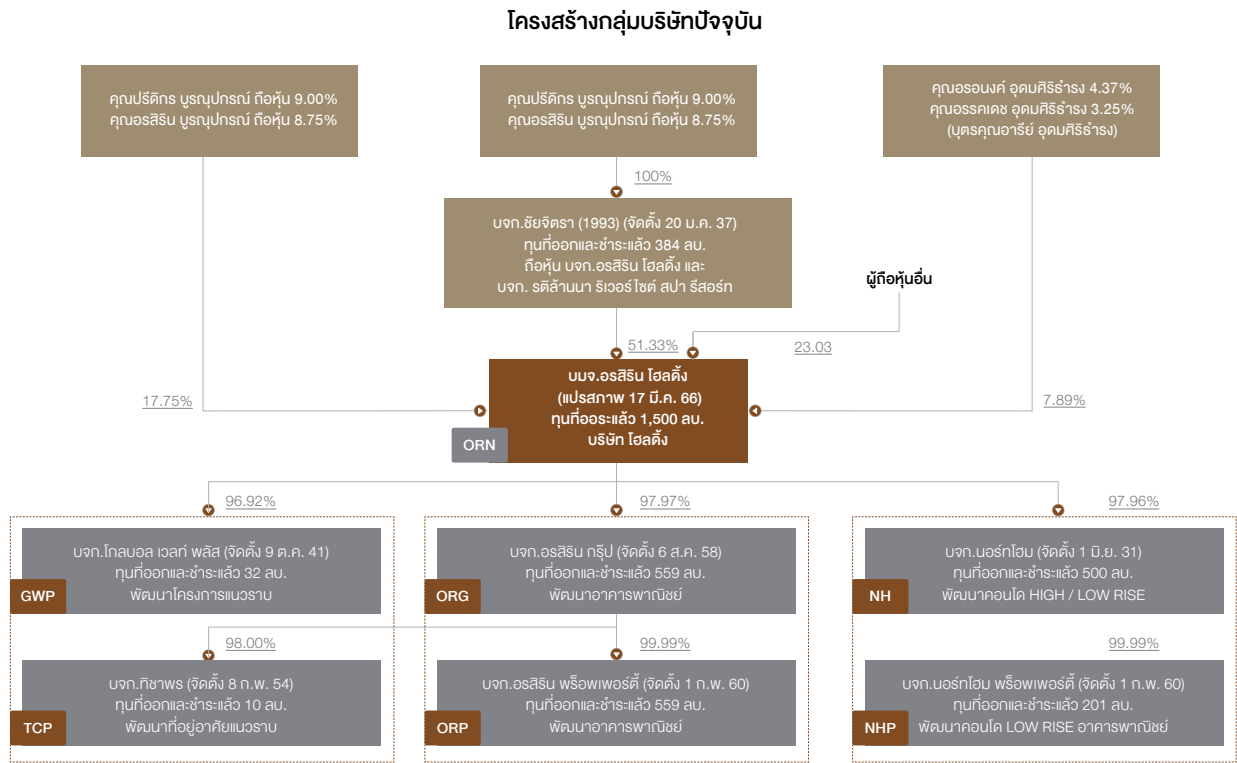 โครงสร้างกลุ่มบริษัทปัจจุบัน
คุณปรีดิกร บูรณุปกรณ์ ถือหุ้น 9.00%
คุณอรสิริน บูรณุปกรณ์ ถือหุ้น 8.75%
คุณปรีดิกร บูรณุปกรณ์ ถือหุ้น 9.00%
คุณอรสิริน บูรณุปกรณ์ ถือหุ้น 8.75%
คุณอรอนงค์ อุดมศิริธำรง 4.37%
คุณอรรคเดช อุดมศิริธำรง 3.25%
(บุตรคุณอารีย์ อุดมศิริธำรง)
100%
บจก.ชัยจิตรา (1993) (จัดตั้ง 20 ม.ค. 37)
ทุนที่ออกและชำระแล้ว 384 ลบ.
ถือหุ้น บจก.อรสิริน โฮลดิ้ง และ
บจก. รติล้านนา ริเวอร์ไซด์ สปา รีสอร์ท
ผู้ถือหุ้นอื่น
51.33%
23.03
17.75%
7.89%
บมจ.อรสิริน โฮลดิ้ง
(แปรสภาพ 17 มี.ค. 66)
ทุนที่ออระแล้ว 1,500 ลบ.
บริษัท โฮลดิ้ง
ORN
96.92%
97.97%
97.96%
บจก.โกลบอล เวลท์ พลัส (จัดตั้ง 9 ต.ค. 41)
ทุนที่ออกและชำระแล้ว 32 ลบ.
พัฒนาโครงการแนวราบ
GWP
บจก.อรสิริน กรุ๊ป (จัดตั้ง 6 ส.ค. 58)
ทุนที่ออกและชำระแล้ว 559 ลบ.
พัฒนาอาคารพาณิชย์
ORG
บจก.นอร์ทโฮม (จัดตั้ง 1 มิ.ย. 31)
ทุนที่ออกและชำระแล้ว 500 ลบ.
พัฒนาคอนโด HIGH / LOW RISE
NH
98.00%
99.99%
99.99%
บจก.ทิชาพร (จัดตั้ง 8 ก.พ. 54)
ทุนที่ออกและชำระแล้ว 10 ลบ.
พัฒนาที่อยู่อาศัยแนวราบ
TCP
บจก.อรสิริน พร็อพเพอร์ตี้ (จัดตั้ง 1 ก.พ. 60)
ทุนที่ออกและชำระแล้ว 559 ลบ.
พัฒนาอาคารพาณิชย์
ORP
บจก.นอร์ทโฮม พร็อพเพอร์ตี้ (จัดตั้ง 1 ก.พ. 60)
ทุนที่ออกและชำระแล้ว 201 ลบ.
พัฒนาคอนโด LOW RISE อาคารพาณิชย์
NHP